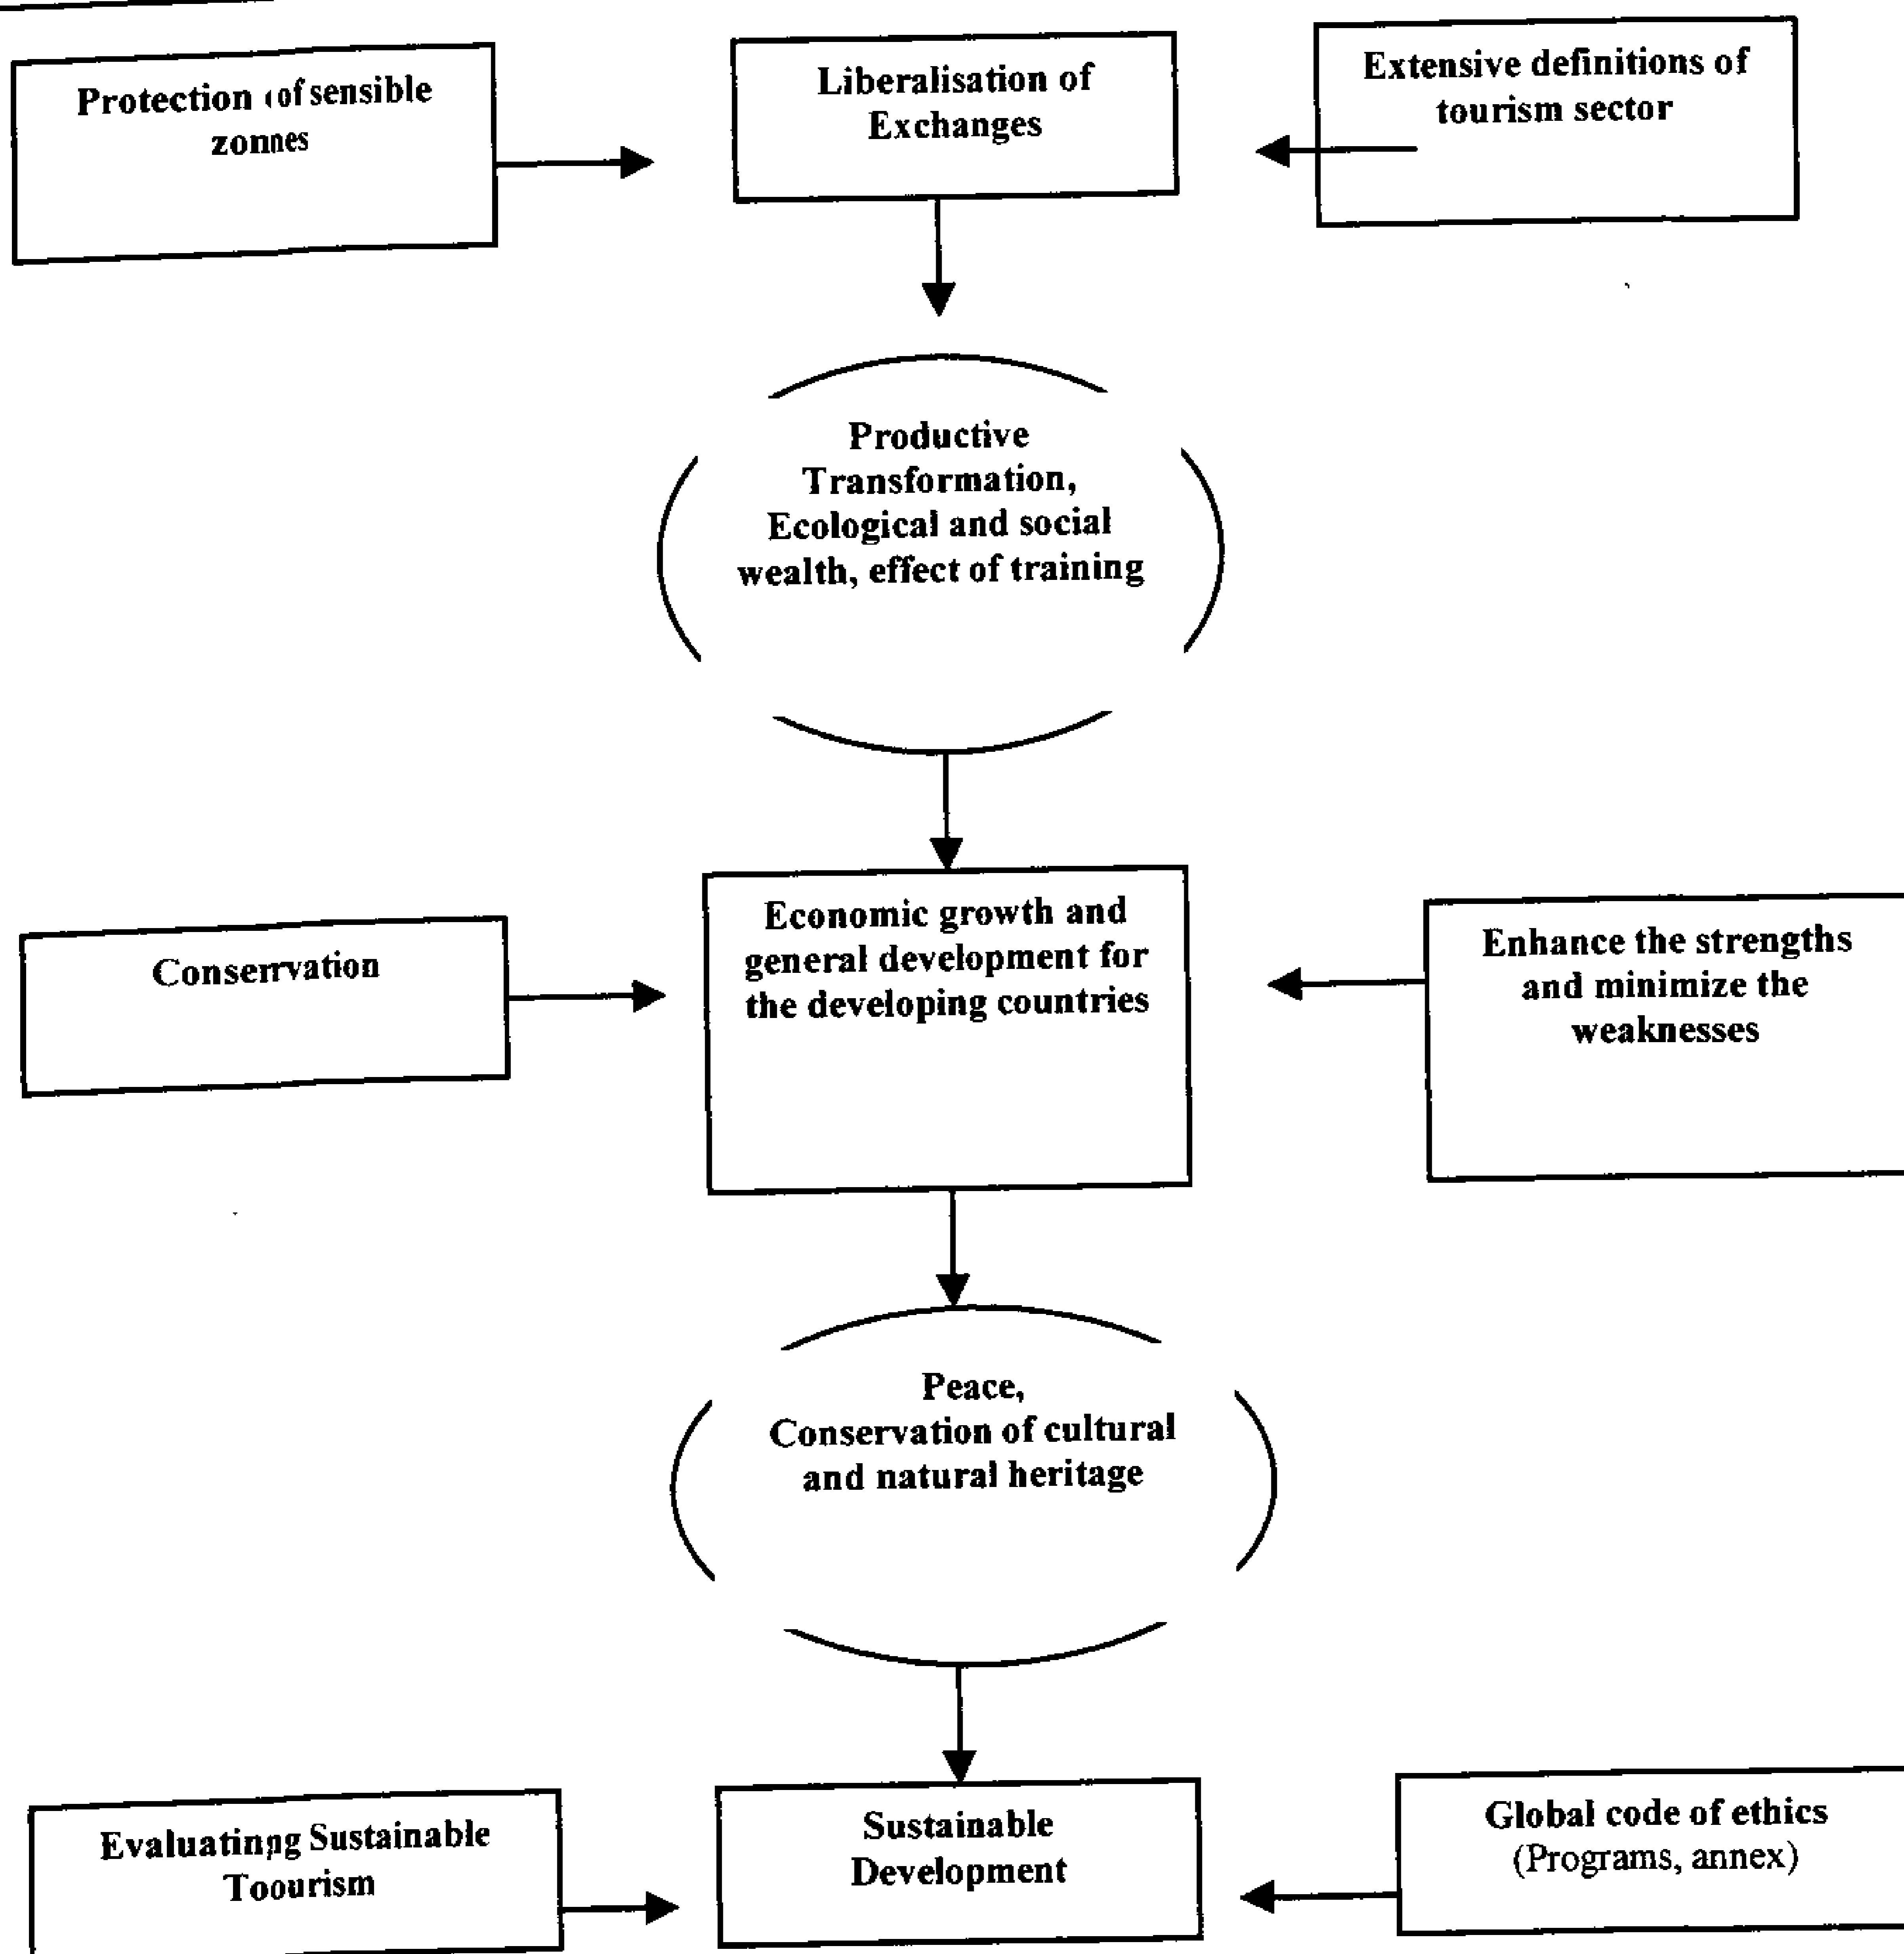 Protection of sensible
zonnes
Liberalisation of
Exchanges
Extensive definitions of
tourism sector
Productive
Transformation,
Ecological and social
wealth, effect of training
Conserrvation
Economic growth and
general development for
the developing countries
Enhance the strengths
and minimize the
weaknesses
Peace,
Conservation of cultural
and natural heritage
Evaluatinng Sustainable
Toourism
Sustainable
Development
Global code of ethics
(Programs, annex)